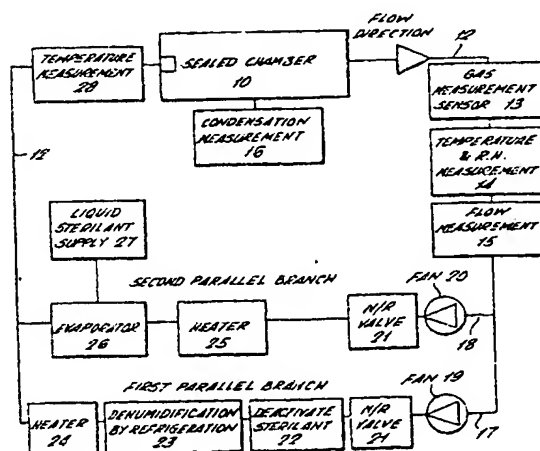 FLOW
DIRECTION
12
TEMPERATURE
MEASUREMENT
28
SEALED CHAMBER
10
GAS
MEASUREMENT
SENSOR 13
CONDENSATION
MEASUREMENT
16
TEMPERATURE
& R.H.
MEASUREMENT
14
12
FLOW
MEASUREMENT
15
LIQUID
STERILANT
SUPPLY 27
SECOND PARALLEL BRANCH
FAN 20
EVAPORATOR
26
HEATER
25
N/R
VALVE
21
18
FIRST PARALLEL BRANCH
FAN 19
HEATER
24
DEHUMIDIFICATION
BY REFRIGERATION
23
DEACTIVATE
STERILANT
22
N/R
VALVE
21
17